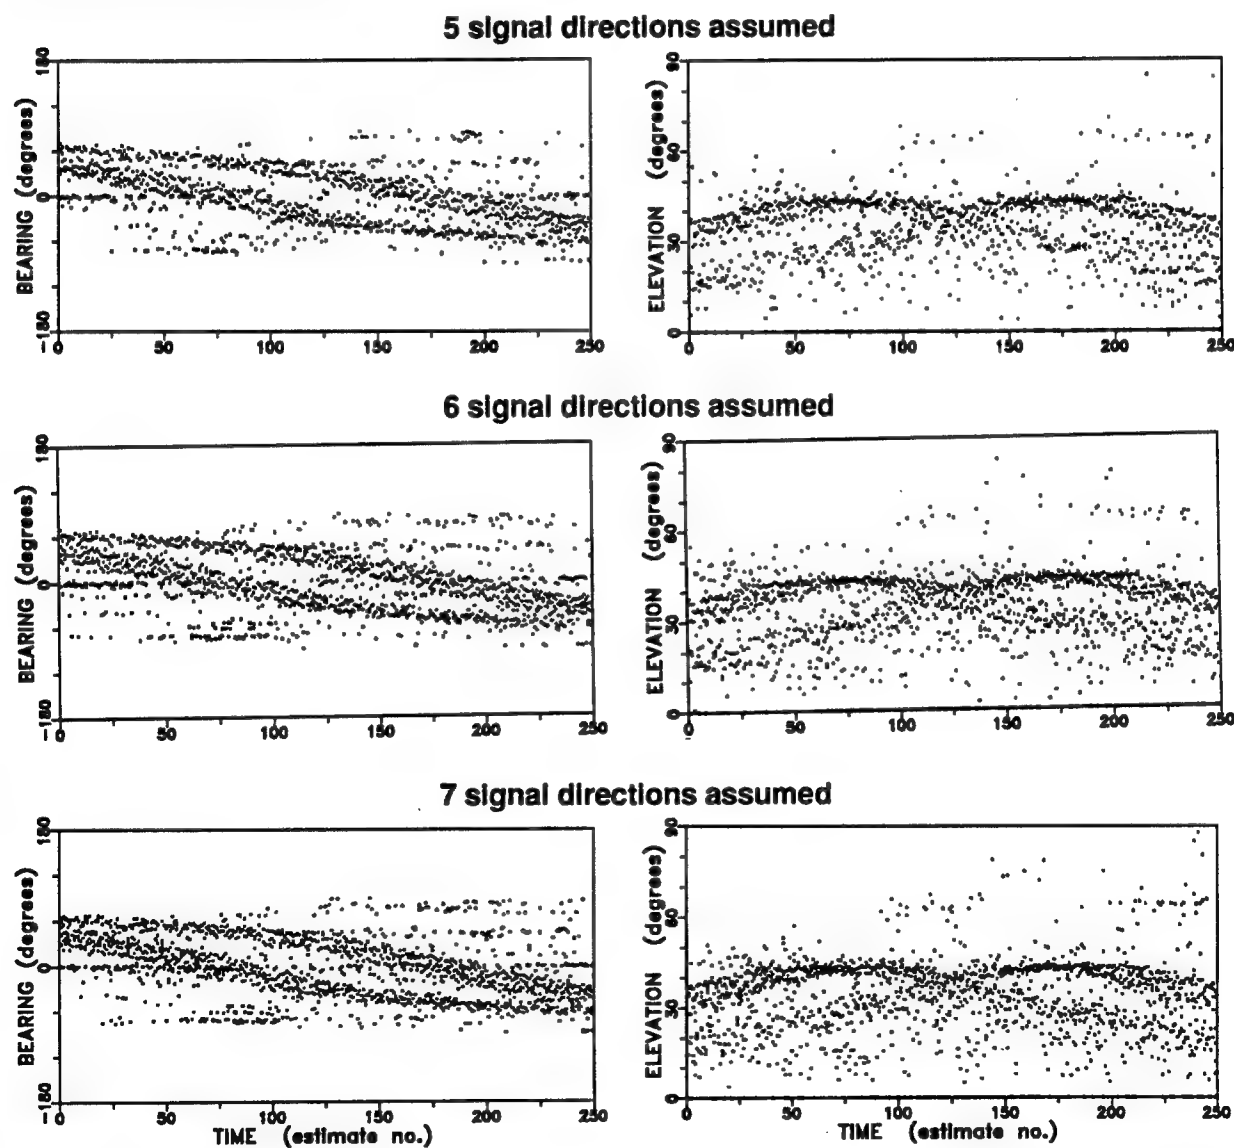 5 signal directions assumed
180
0
-180
BEARING (degrees)
0 50 100 150 200 250
90
60
30
0
ELEVATION (degrees)
0 50 100 150 200 250
6 signal directions assumed
180
0
-180
BEARING (degrees)
0 50 100 150 200 250
90
60
30
0
ELEVATION (degrees)
0 50 100 150 200 250
7 signal directions assumed
180
0
-180
BEARING (degrees)
0 50 100 150 200 250
TIME (estimate no.)
90
60
30
0
ELEVATION (degrees)
0 50 100 150 200 250
TIME (estimate no.)